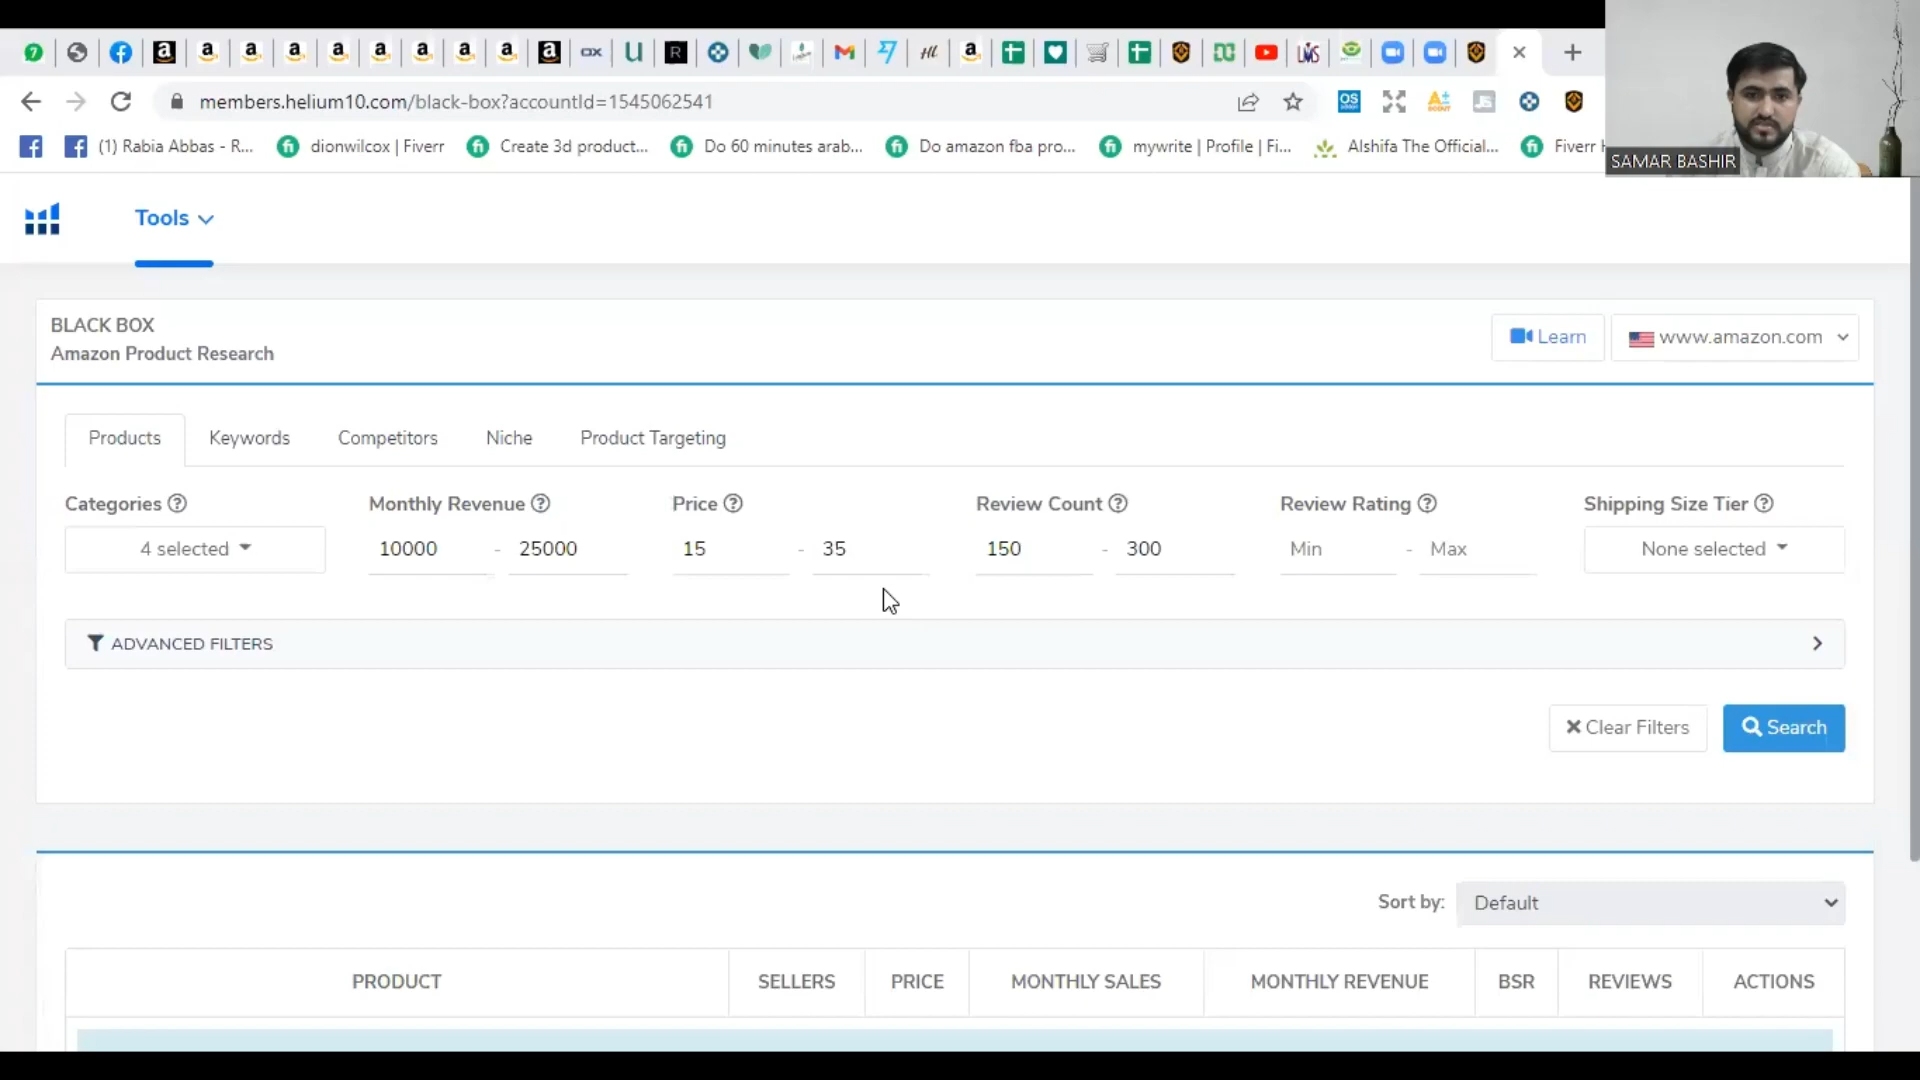 members.helium10.com/black-box?accountId=1545062541
(1) Rabia Abbas - R...
dionwilcox | Fiverr
Create 3d product...
Do 60 minutes arab...
Do amazon fba pro...
mywrite | Profile | Fi...
Alshifa The Official...
Fiverr
SAMAR BASHIR
Tools
BLACK BOX
Amazon Product Research
Learn
www.amazon.com
Products
Keywords
Competitors
Niche
Product Targeting
Categories
Monthly Revenue
Price
Review Count
Review Rating
Shipping Size Tier
4 selected
10000 - 25000
15 - 35
150 - 300
Min - Max
None selected
ADVANCED FILTERS
Clear Filters
Search
Sort by: Default
PRODUCT SELLERS PRICE MONTHLY SALES MONTHLY REVENUE BSR REVIEWS ACTIONS